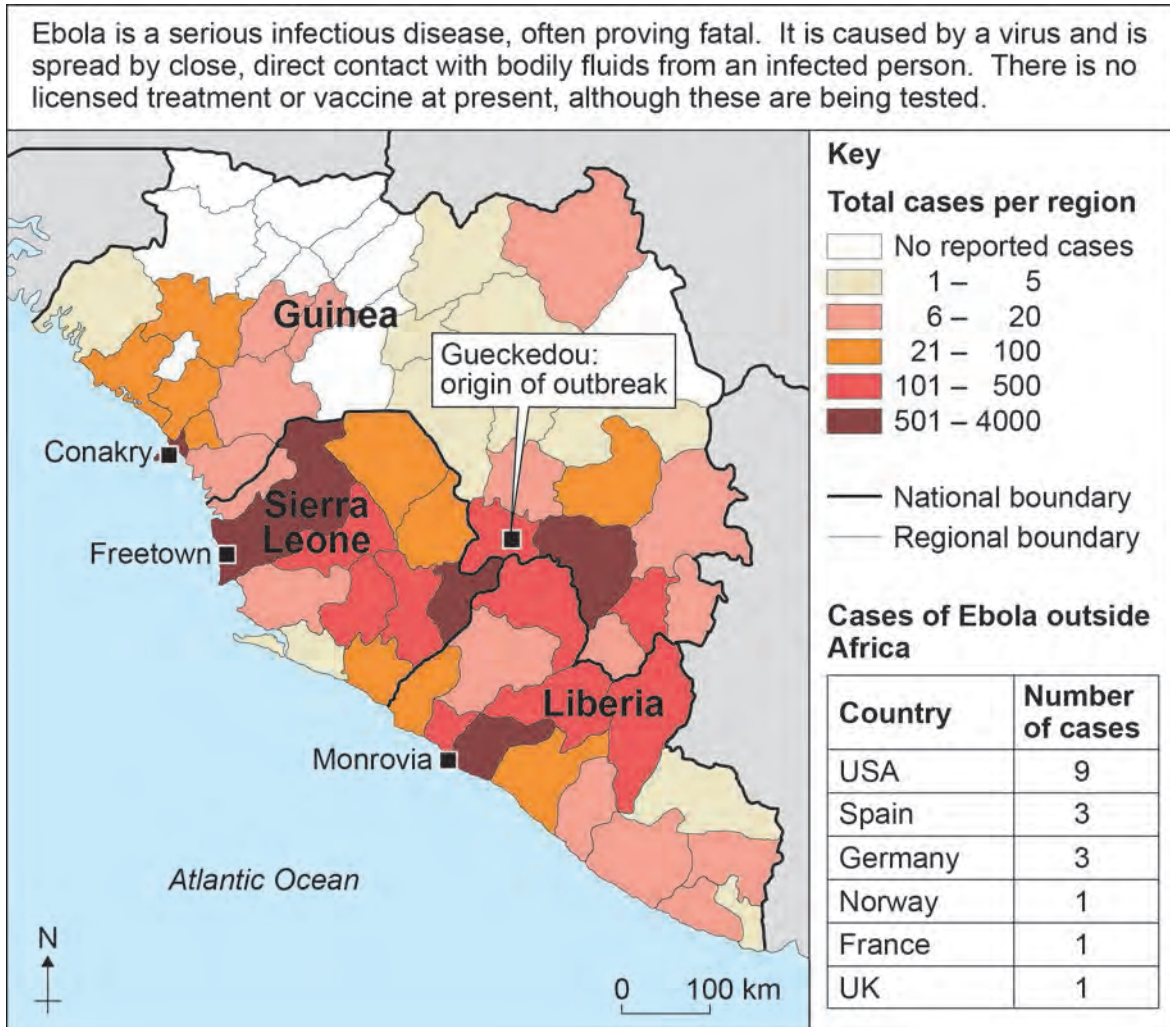 Ebola is a serious infectious disease, often proving fatal.  It is caused by a virus and is
spread by close, direct contact with bodily fluids from an infected person.  There is no
licensed treatment or vaccine at present, although these are being tested.
Guinea
Gueckedou:
origin of outbreak
Conakry
Sierra
Leone
Freetown
Liberia
Monrovia
Atlantic Ocean
N
0 100 km
Key
Total cases per region
No reported cases
1 – 5
6 – 20
21 – 100
101 – 500
501 – 4000
National boundary
Regional boundary
Cases of Ebola outside
Africa
Country Number
of cases
USA 9
Spain 3
Germany 3
Norway 1
France 1
UK 1